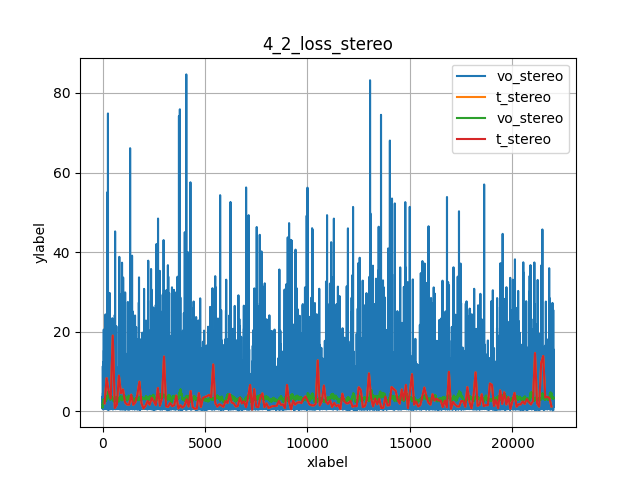 4_2_loss_stereo
vo_stereo
t_stereo
vo_stereo
t_stereo
ylabel
80
60
40
20
0
0
5000
10000
15000
20000
xlabel